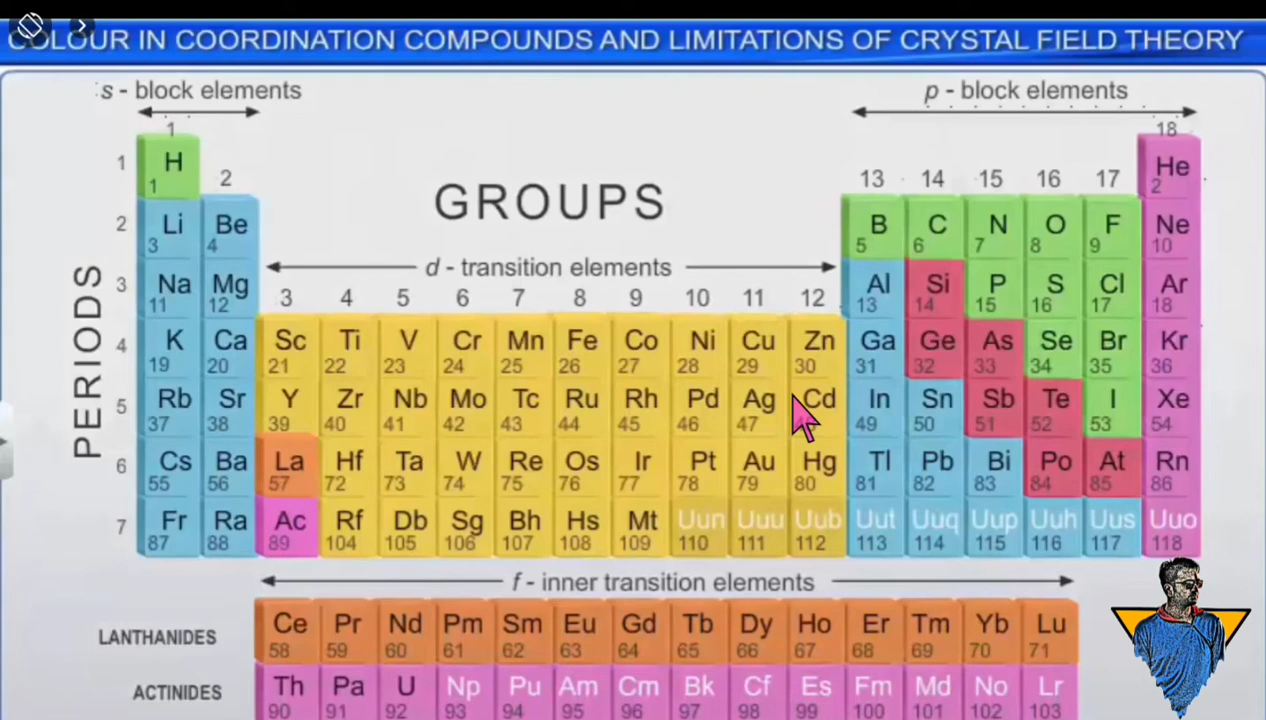 COLOUR IN COORDINATION COMPOUNDS AND LIMITATIONS OF CRYSTAL FIELD THEORY
s - block elements
p - block elements
1 18
1 H He
1 2
2 13 14 15 16 17
GROUPS
2 Li Be B C N O F Ne
3 4 5 6 7 8 9 10
d - transition elements
3 Na Mg Al Si P S Cl Ar
11 12 13 14 15 16 17 18
3 4 5 6 7 8 9 10 11 12
PERIODS
4 K Ca Sc Ti V Cr Mn Fe Co Ni Cu Zn Ga Ge As Se Br Kr
19 20 21 22 23 24 25 26 27 28 29 30 31 32 33 34 35 36
5 Rb Sr Y Zr Nb Mo Tc Ru Rh Pd Ag Cd In Sn Sb Te I Xe
37 38 39 40 41 42 43 44 45 46 47 49 50 51 52 53 54
6 Cs Ba La Hf Ta W Re Os Ir Pt Au Hg Tl Pb Bi Po At Rn
55 56 57 72 73 74 75 76 77 78 79 80 81 82 83 84 85 86
7 Fr Ra Ac Rf Db Sg Bh Hs Mt Uun Uuu Uub Uut Uuq Uup Uuh Uus Uuo
87 88 89 104 105 106 107 108 109 110 111 112 113 114 115 116 117 118
f - inner transition elements
LANTHANIDES Ce Pr Nd Pm Sm Eu Gd Tb Dy Ho Er Tm Yb Lu
58 59 60 61 62 63 64 65 66 67 68 69 70 71
ACTINIDES Th Pa U Np Pu Am Cm Bk Cf Es Fm Md No Lr
90 91 92 93 94 95 96 97 98 99 100 101 102 103